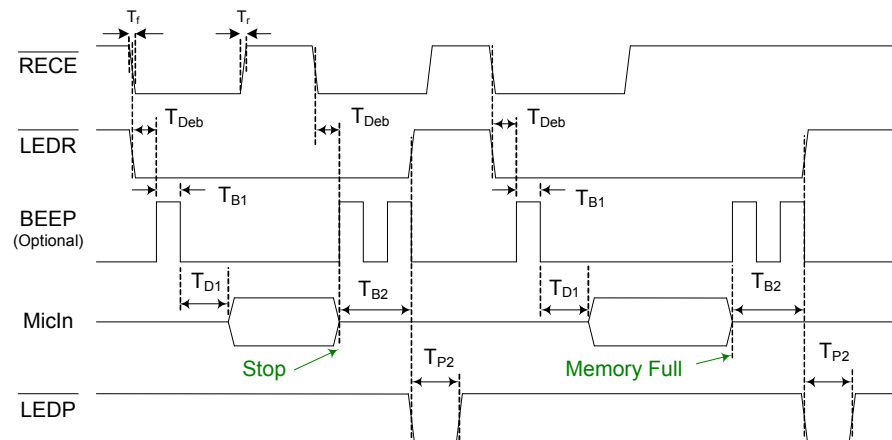 Tf Tr
RECE
TDeb TDeb TDeb
LEDR
TB1 TB1
BEEP
(Optional)
TD1 TB2 TD1 TB2
MicIn
Stop TP2 Memory Full TP2
LEDP